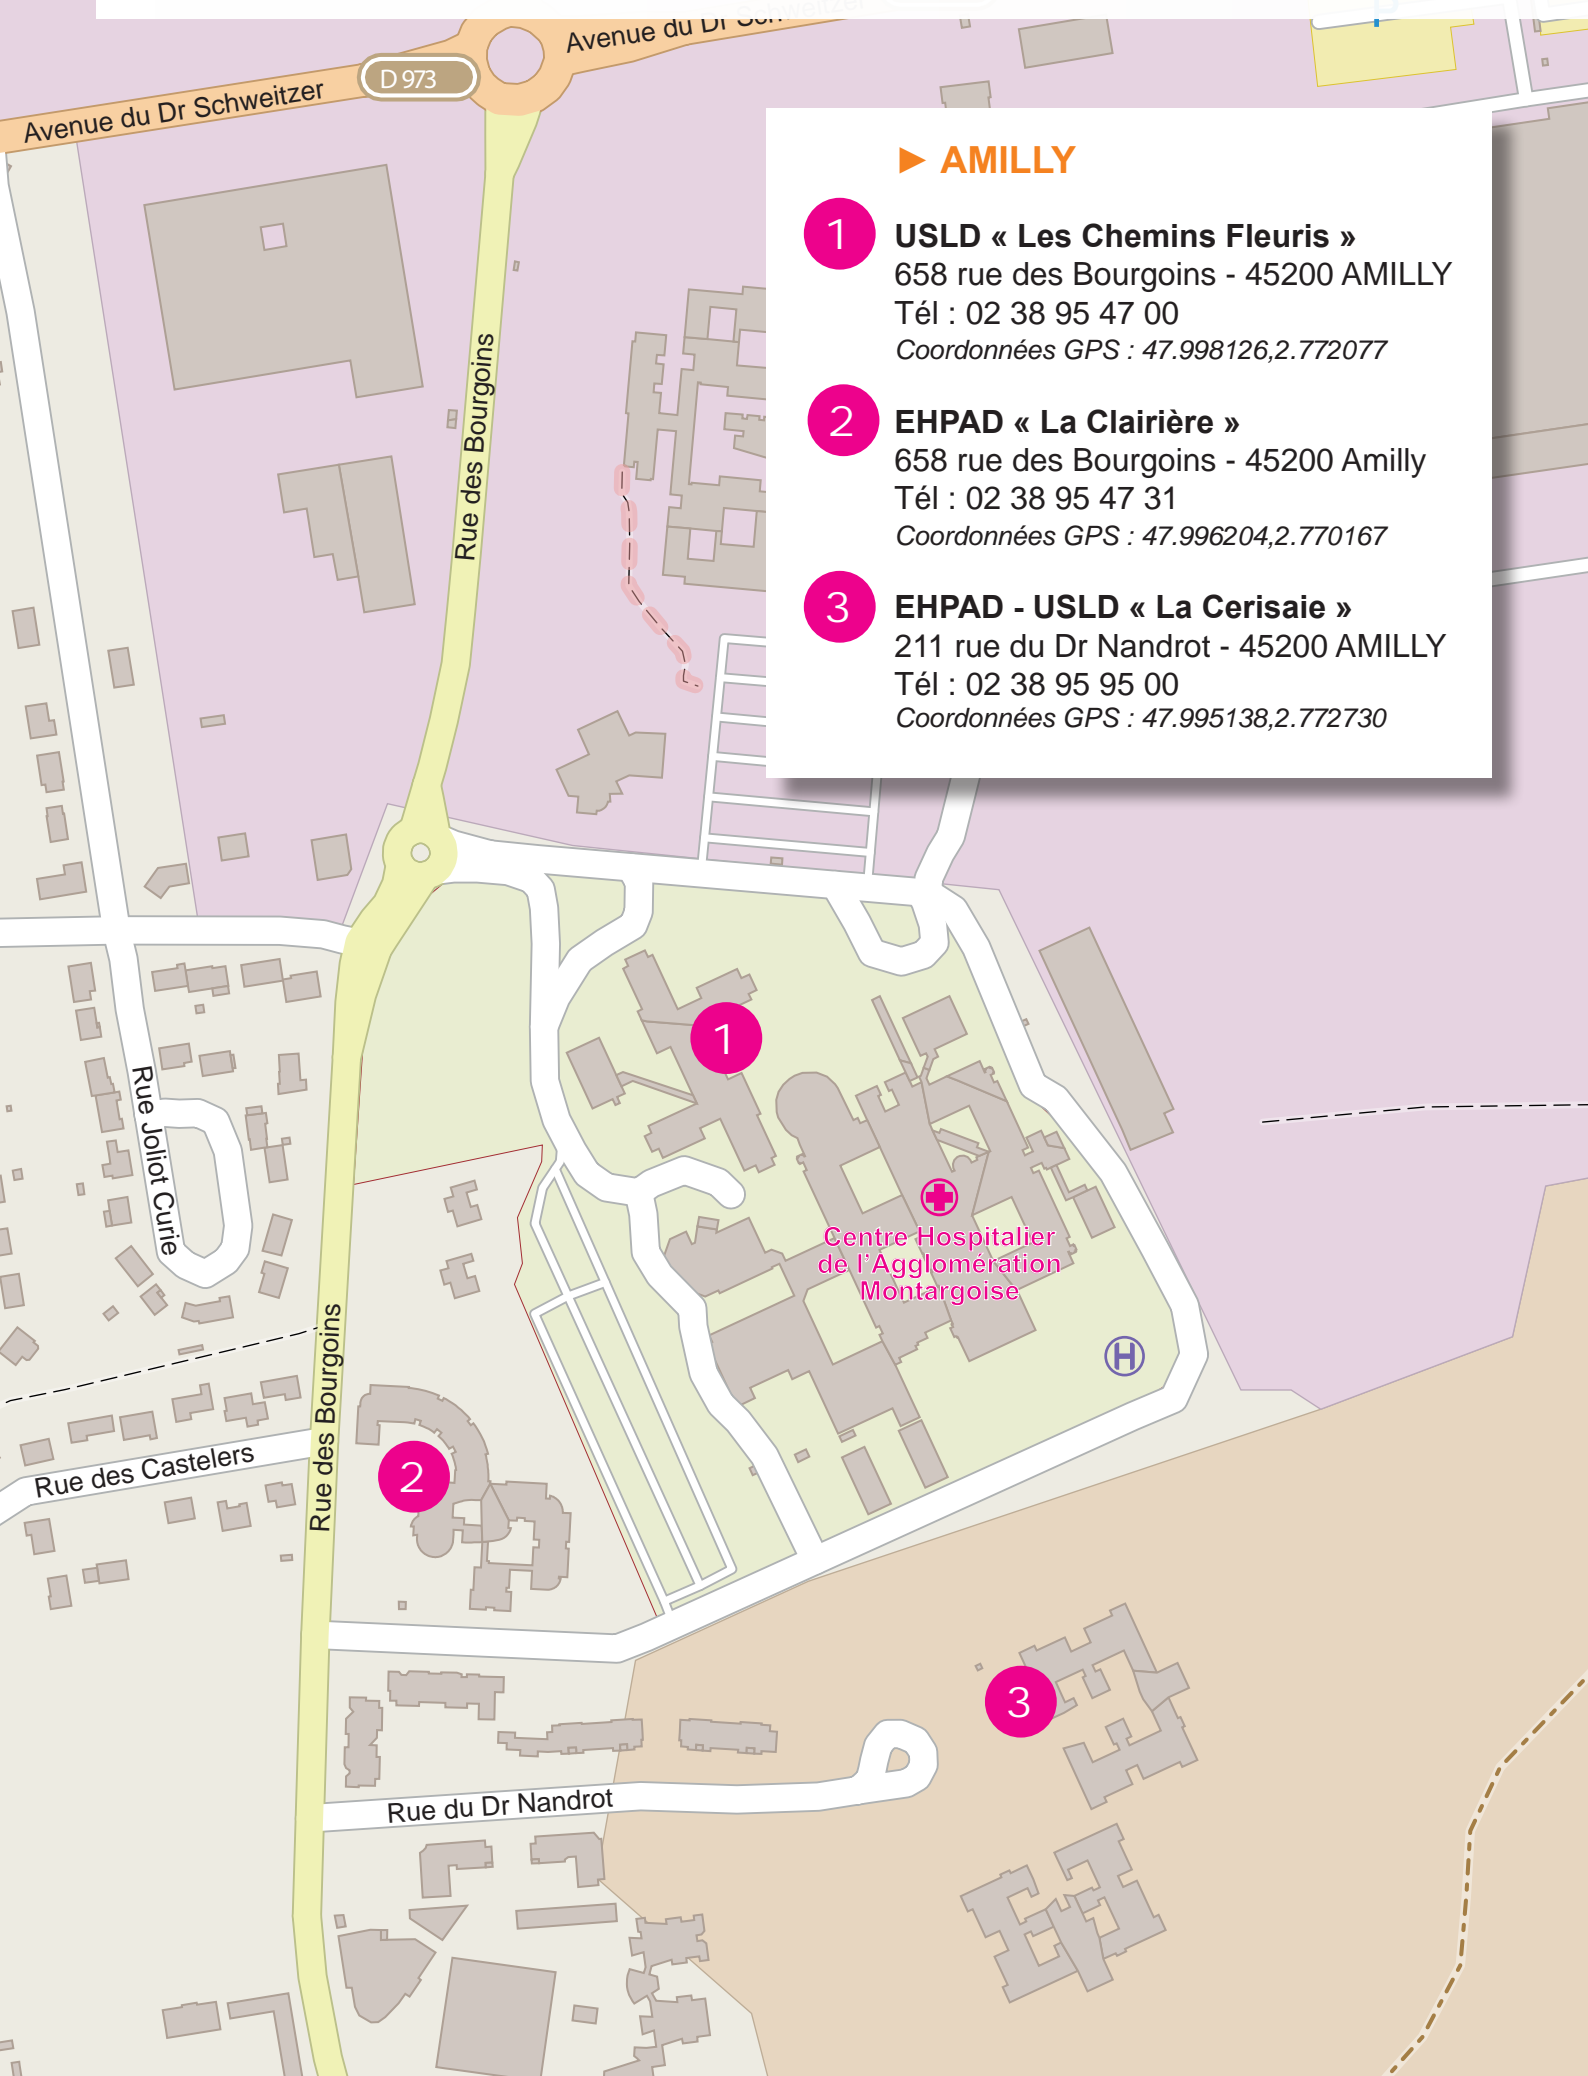 Avenue du Dr Schweitzer
D 973
Avenue du Dr Schweitzer
► AMILLY
1
USLD « Les Chemins Fleuris »
658 rue des Bourgoins - 45200 AMILLY
Tél : 02 38 95 47 00
Coordonnées GPS : 47.998126,2.772077
2
EHPAD « La Clairière »
658 rue des Bourgoins - 45200 Amilly
Tél : 02 38 95 47 31
Coordonnées GPS : 47.996204,2.770167
3
EHPAD - USLD « La Cerisaie »
211 rue du Dr Nandrot - 45200 AMILLY
Tél : 02 38 95 95 00
Coordonnées GPS : 47.995138,2.772730
Rue des Bourgoins
1
Rue Joliot Curie
Centre Hospitalier
de l'Agglomération
Montargoise
H
Rue des Bourgoins
Rue des Castelers
2
3
Rue du Dr Nandrot